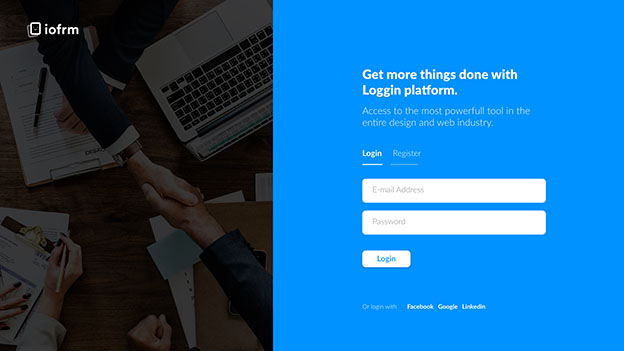 iofrm
Get more things done with
Loggin platform.
Access to the most powerfull tool in the
entire design and web industry.
Login Register
E-mail Address
Password
Login
Or login with Facebook Google Linkedin